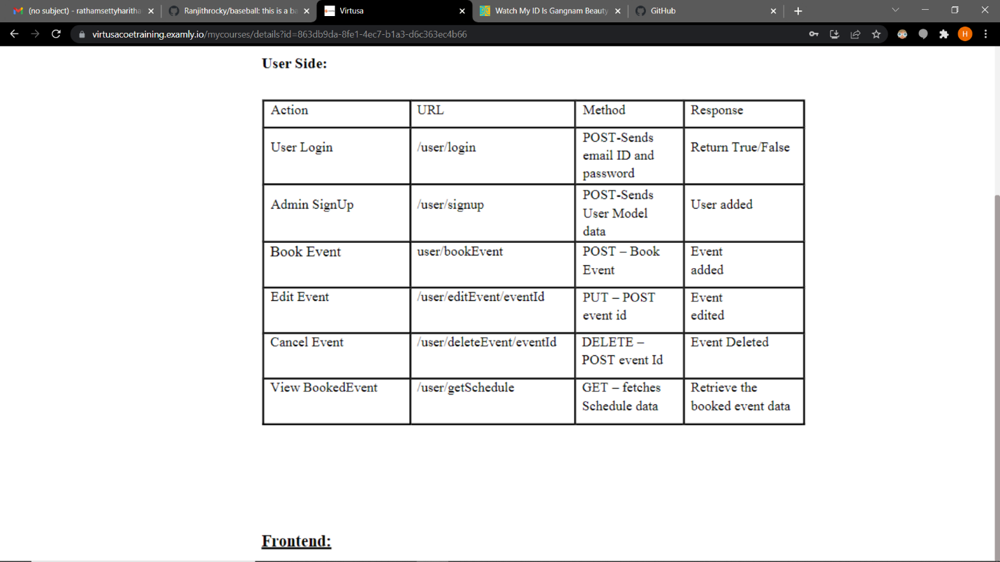 (no subject) - rathamsettyharitha
Ranjithrocky/baseball: this is a ba
Virtusa
Watch My ID Is Gangnam Beauty
GitHub
virtusacoetraining.examly.io/mycourses/details?id=863db9da-8fe1-4ec7-b1a3-d6c363ec4b66
H
User Side:
Action URL Method Response
User Login /user/login POST-Sends
email ID and
password Return True/False
Admin SignUp /user/signup POST-Sends
User Model
data User added
Book Event user/bookEvent POST – Book
Event Event
added
Edit Event /user/editEvent/eventId PUT – POST
event id Event
edited
Cancel Event /user/deleteEvent/eventId DELETE –
POST event Id Event Deleted
View BookedEvent /user/getSchedule GET – fetches
Schedule data Retrieve the
booked event data
Frontend: